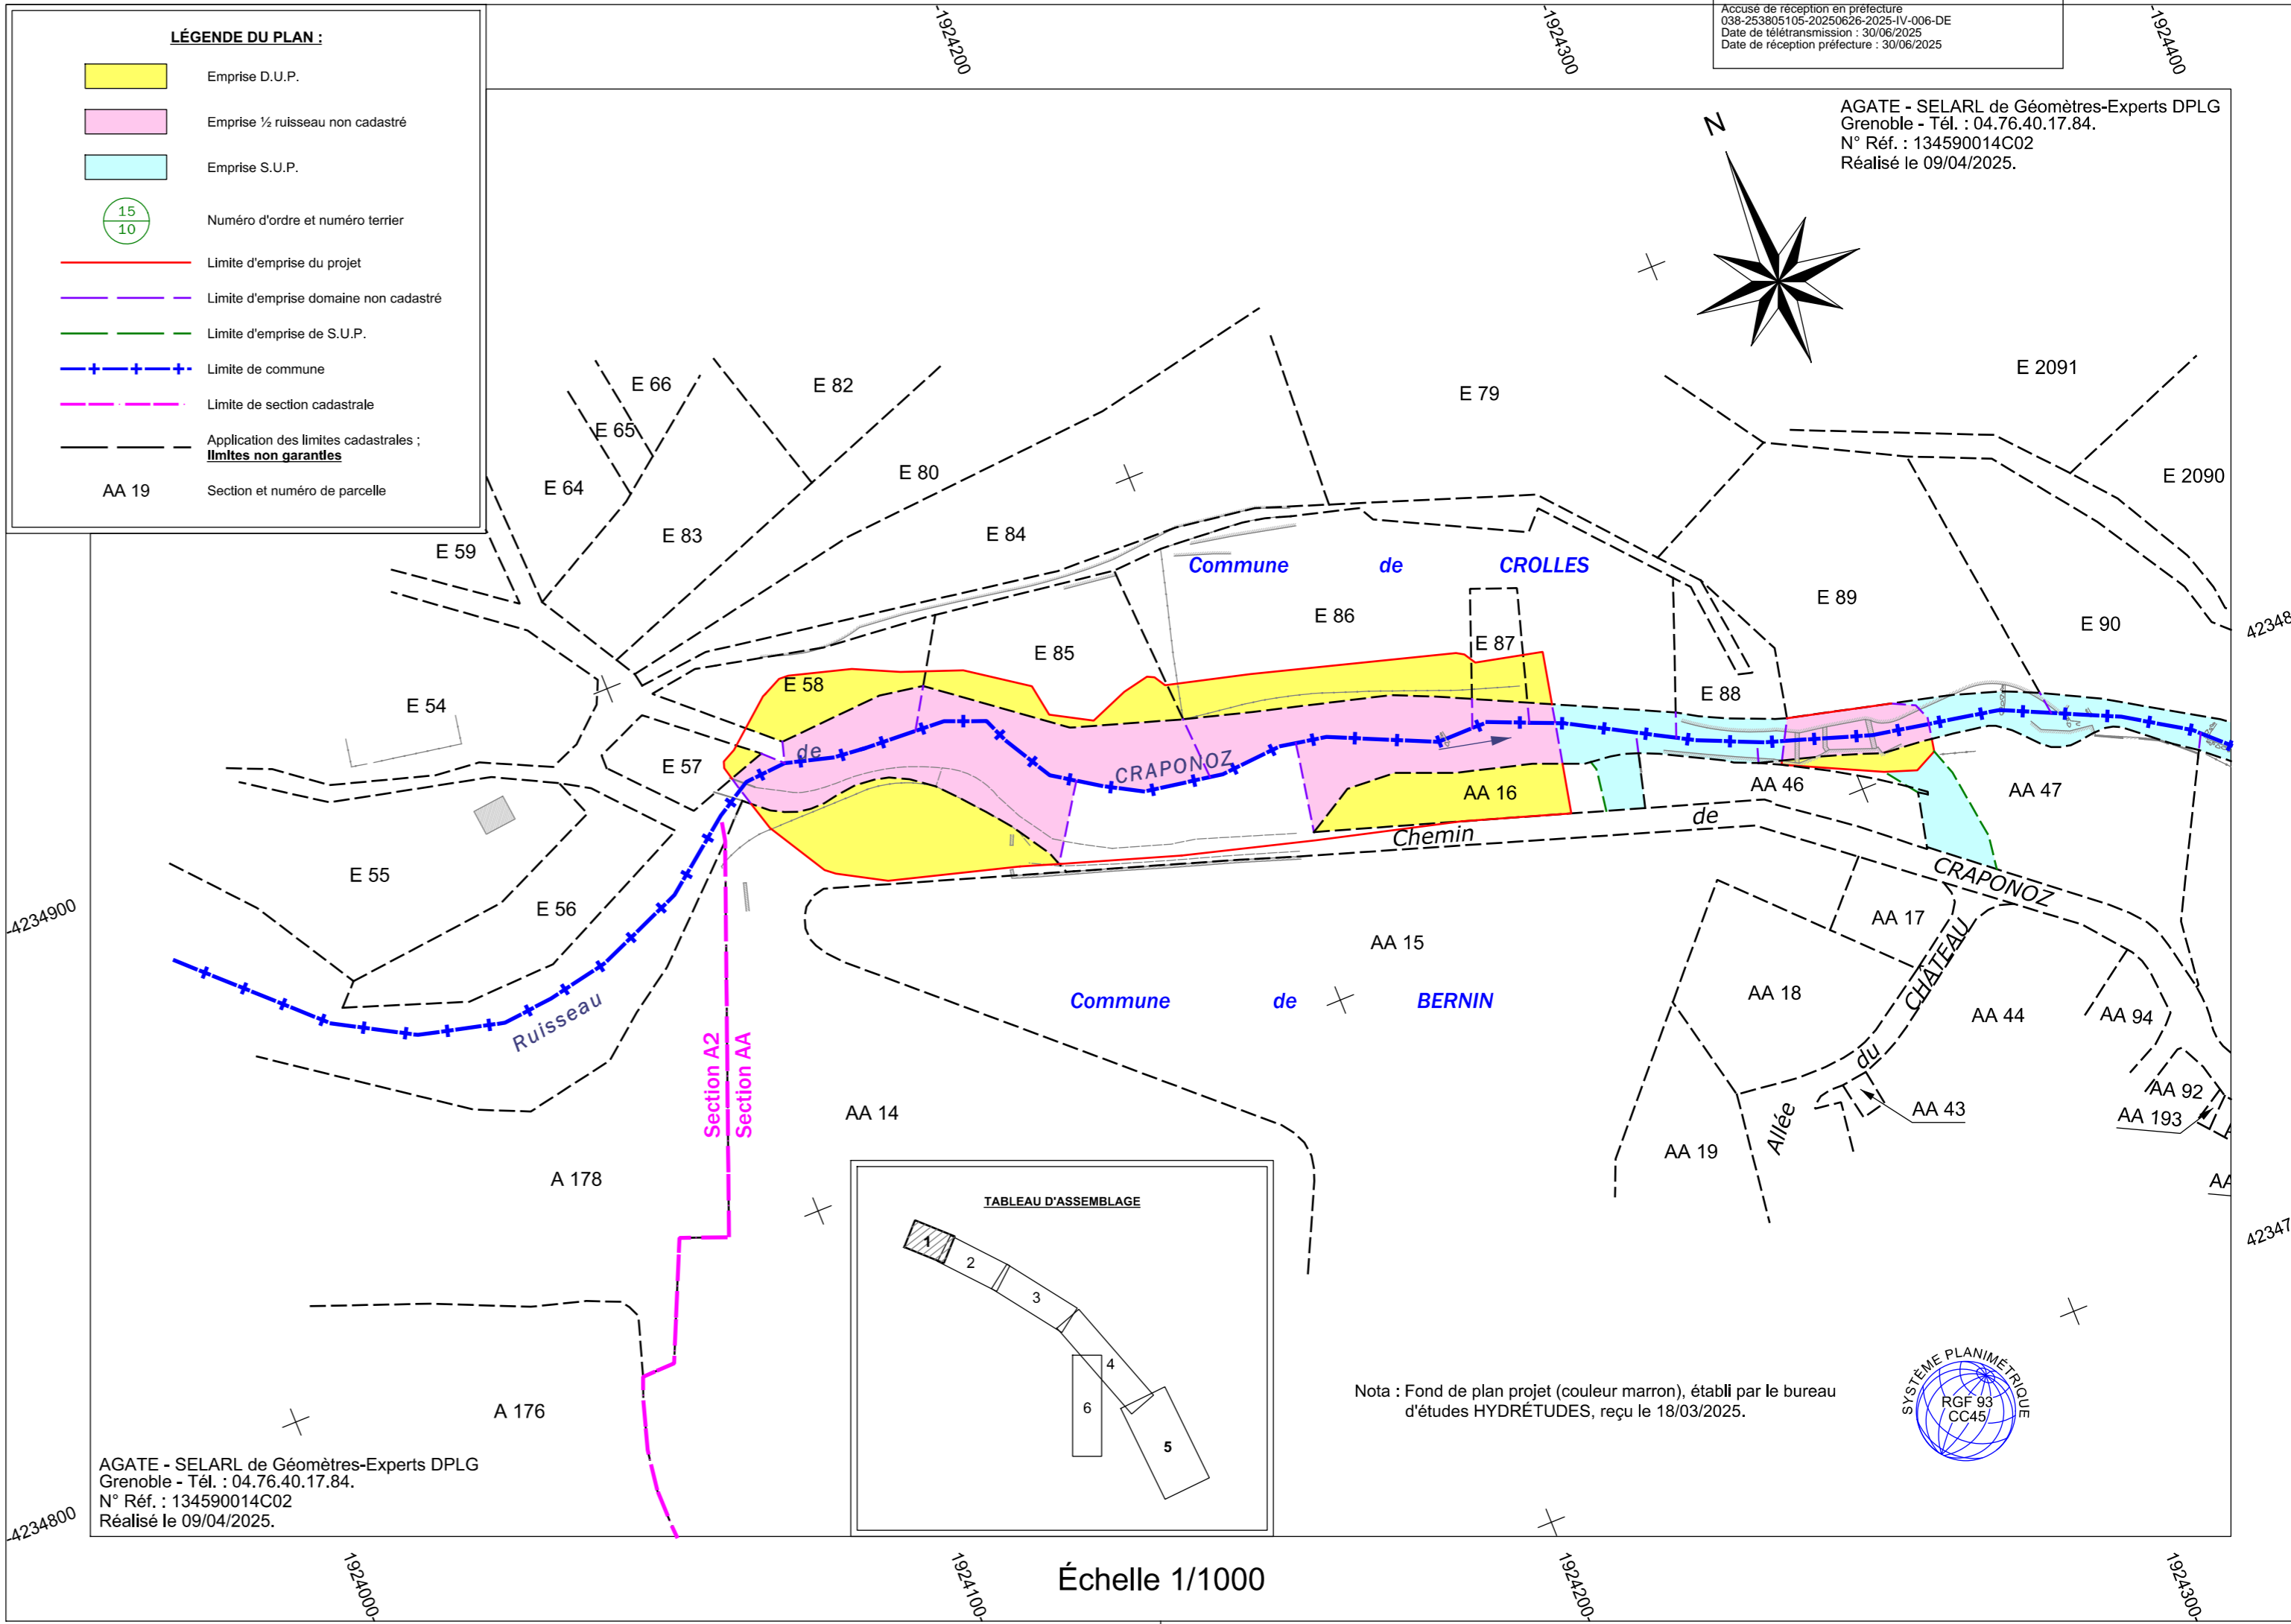 LÉGENDE DU PLAN :
Emprise D.U.P.
Emprise ½ ruisseau non cadastré
Emprise S.U.P.
15
10
Numéro d'ordre et numéro terrier
Limite d'emprise du projet
Limite d'emprise domaine non cadastré
Limite d'emprise de S.U.P.
Limite de commune
Limite de section cadastrale
Application des limites cadastrales ;
limites non garanties
AA 19
Section et numéro de parcelle
1924200
1924300
1924400
Accusé de réception en préfecture
038-253805105-20250626-2025-IV-006-DE
Date de télétransmission : 30/06/2025
Date de réception préfecture : 30/06/2025
AGATE - SELARL de Géomètres-Experts DPLG
Grenoble - Tél. : 04.76.40.17.84.
N° Réf. : 134590014C02
Réalisé le 09/04/2025.
N
E 66
E 82
E 79
E 2091
E 65
E 80
E 2090
E 64
E 83
E 84
E 59
Commune de CROLLES
E 86
E 89
E 90
42348
E 87
E 85
E 58
E 88
E 54
de
CRAPONOZ
E 57
AA 16
AA 46
AA 47
Chemin
de
CRAPONOZ
E 55
E 56
4234900
AA 15
AA 17
CHÂTEAU
AA 18
Commune de BERNIN
AA 44
AA 94
Ruisseau
du
Section A2
Section AA
AA 14
AA 92
AA 193
AA 43
Allée
AA 19
A 178
AA
TABLEAU D'ASSEMBLAGE
1
2
3
4
6
5
42347
SYSTÈME PLANIMÉTRIQUE
RGF 93
CC45
Nota : Fond de plan projet (couleur marron), établi par le bureau
d'études HYDRÉTUDES, reçu le 18/03/2025.
A 176
AGATE - SELARL de Géomètres-Experts DPLG
Grenoble - Tél. : 04.76.40.17.84.
N° Réf. : 134590014C02
Réalisé le 09/04/2025.
4234800
1924000
1924100
Échelle 1/1000
1924200
1924300